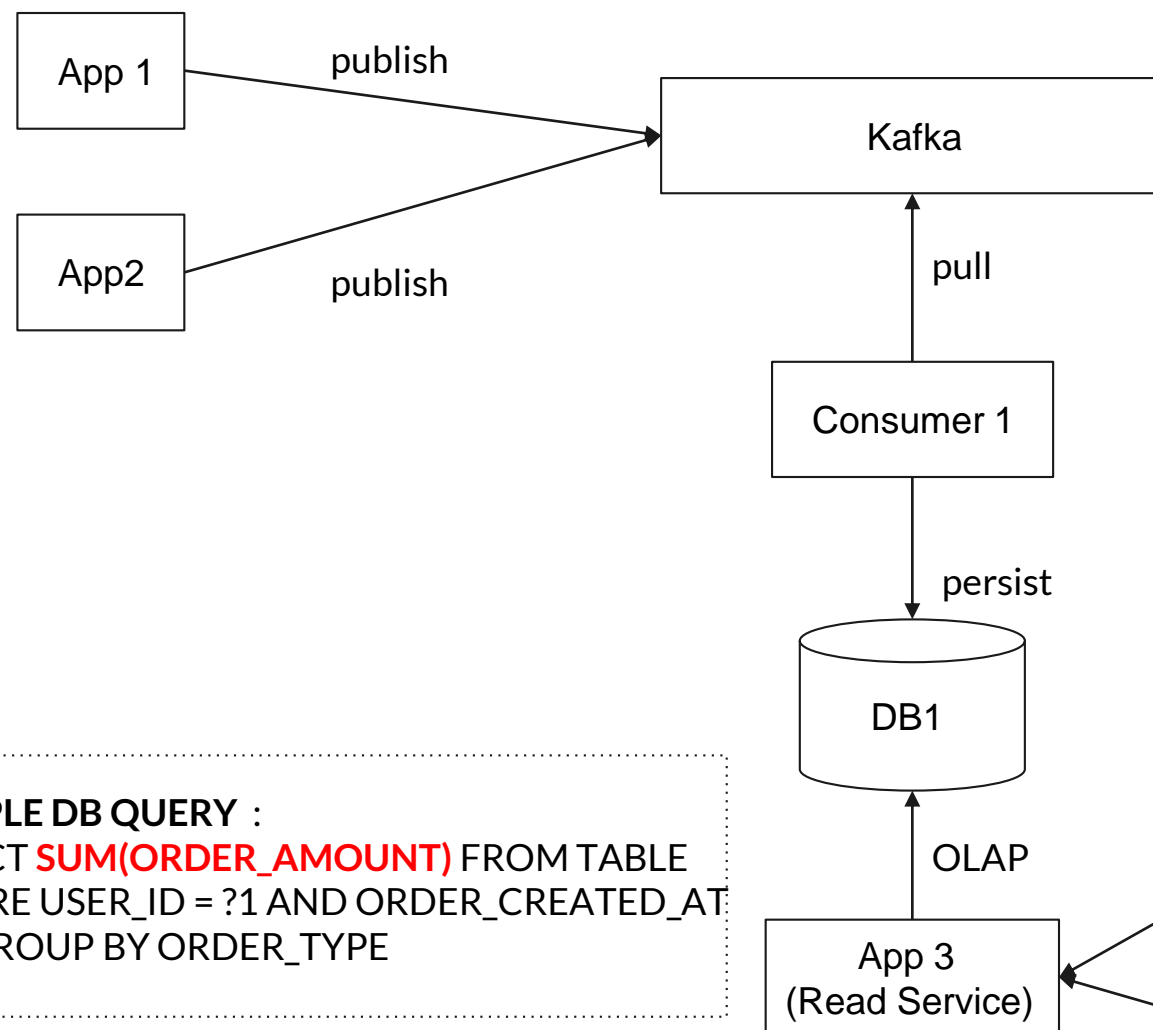 App 1
publish
Kafka
App2
publish
pull
Consumer 1
persist
DB1
PLE DB QUERY :
CT SUM(ORDER_AMOUNT) FROM TABLE
RE USER_ID = ?1 AND ORDER_CREATED_AT
ROUP BY ORDER_TYPE
OLAP
App 3
(Read Service)